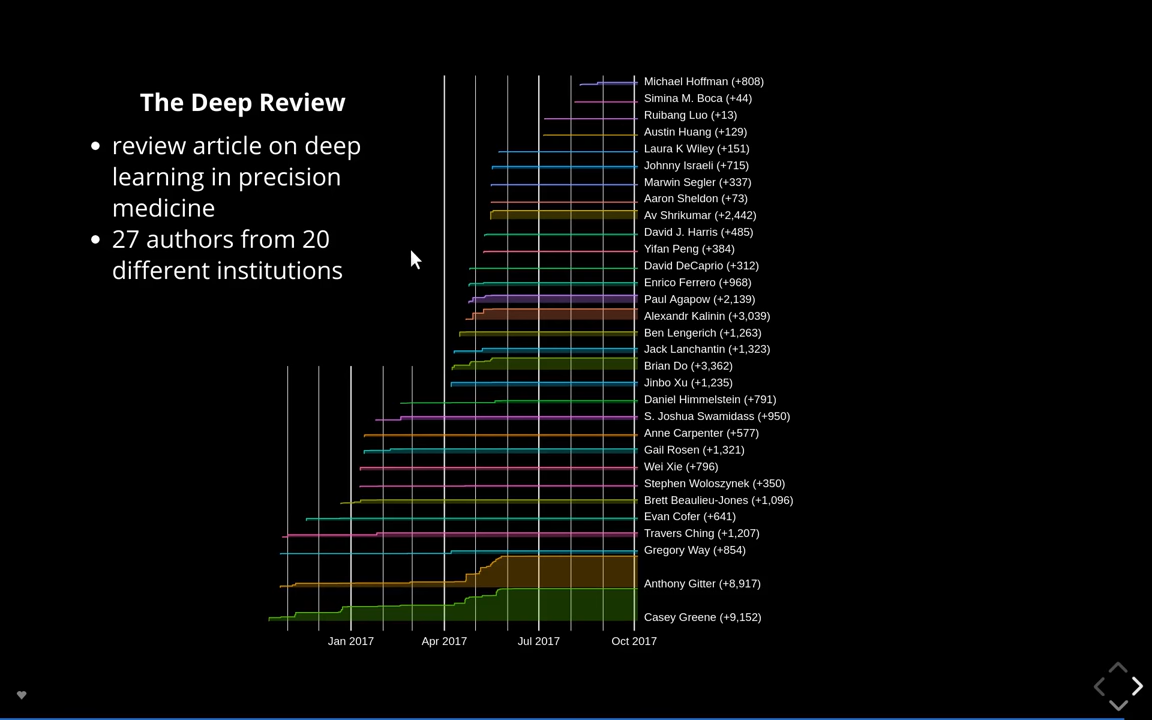 The Deep Review
• review article on deep
learning in precision
medicine
• 27 authors from 20
different institutions
Michael Hoffman (+808)
Simina M. Boca (+44)
Ruibang Luo (+13)
Austin Huang (+129)
Laura K Wiley (+151)
Johnny Israeli (+715)
Marwin Segler (+337)
Aaron Sheldon (+73)
Av Shrikumar (+2,442)
David J. Harris (+485)
Yifan Peng (+384)
David DeCaprio (+312)
Enrico Ferrero (+968)
Paul Agapow (+2,139)
Alexandr Kalinin (+3,039)
Ben Lengerich (+1,263)
Jack Lanchantin (+1,323)
Brian Do (+3,362)
Jinbo Xu (+1,235)
Daniel Himmelstein (+791)
S. Joshua Swamidass (+950)
Anne Carpenter (+577)
Gail Rosen (+1,321)
Wei Xie (+796)
Stephen Woloszynek (+350)
Brett Beaulieu-Jones (+1,096)
Evan Cofer (+641)
Travers Ching (+1,207)
Gregory Way (+854)
Anthony Gitter (+8,917)
Casey Greene (+9,152)
Jan 2017 Apr 2017 Jul 2017 Oct 2017